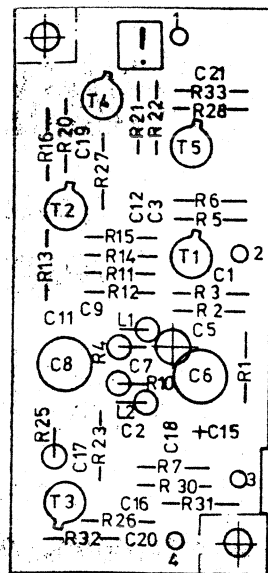 1
!
C21
R33
R28
T4
R21
R22
R20
R16
C19
R27
T5
T2
C12
C3
R6
R5
R15
R14
R11
R12
T1
2
C1
R3
R2
R13
C9
C11
L1
C5
R4
C8
C7
R10
C6
R1
L2
R25
R23
C2
C18
+C15
C17
R7
R30
3
R31
T3
C16
R26
R32
C20
4